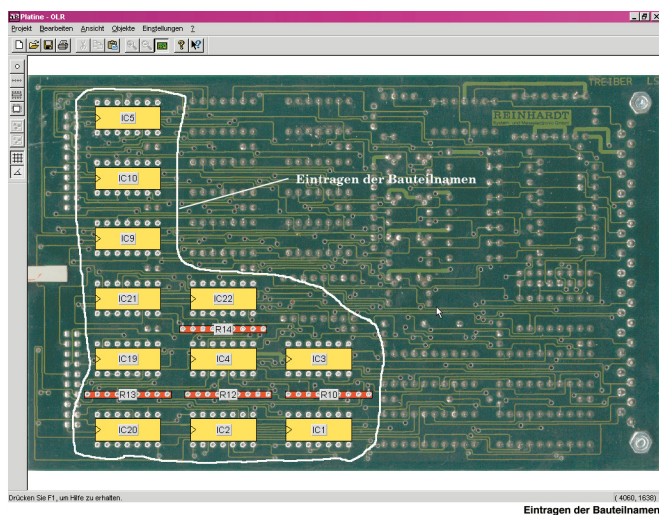 Platine - OLR
Projekt Bearbeiten Ansicht Objekte Einstellungen ?
TREIBER LS
REINHARDT
IC5
IC10
Eintragen der Bauteilnamen
IC9
IC21 IC22
R14
IC19 IC4 IC3
R13 R12 R10
IC20 IC2 IC1
Drücken Sie F1, um Hilfe zu erhalten. ( 4060, 1638)
Eintragen der Bauteilnamen